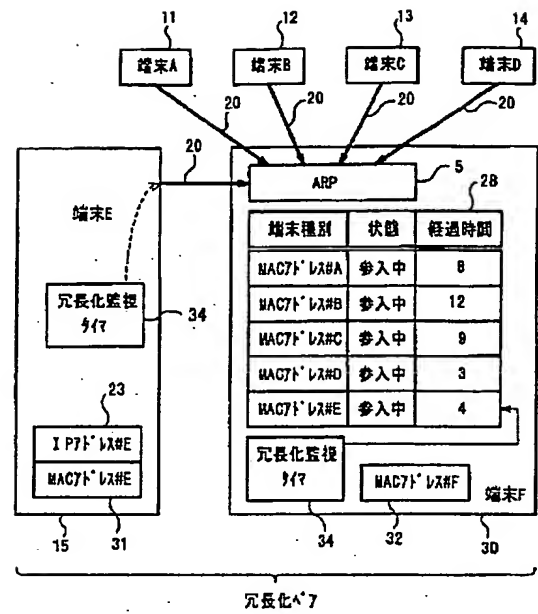 11
12
13
14
端末A
端末B
端末C
端末D
20
20
20
20
20
5
ARP
28
端末E
端末種別 状態 経過時間
MACアドレス#A 参入中 8
MACアドレス#B 参入中 12
MACアドレス#C 参入中 9
MACアドレス#D 参入中 3
MACアドレス#E 参入中 4
冗長化監視
タイマ
34
23
IPアドレス#E
MACアドレス#E
15
31
冗長化監視
タイマ
34
MACアドレス#F
32
端末F
30
冗長化ペア